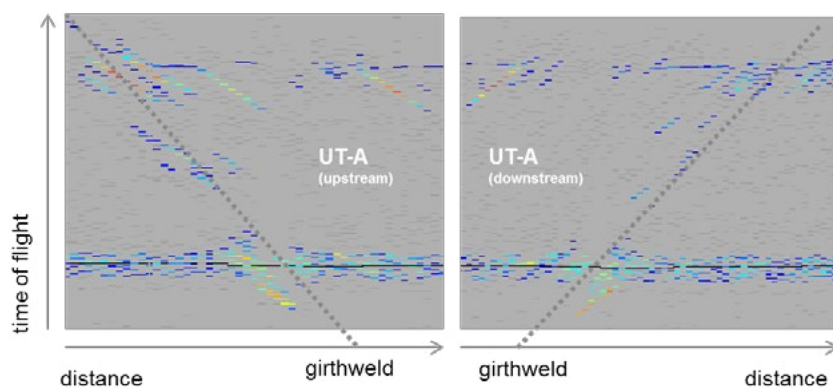 time of flight
UT-A
(upstream)
UT-A
(downstream)
distance
girthweld
girthweld
distance